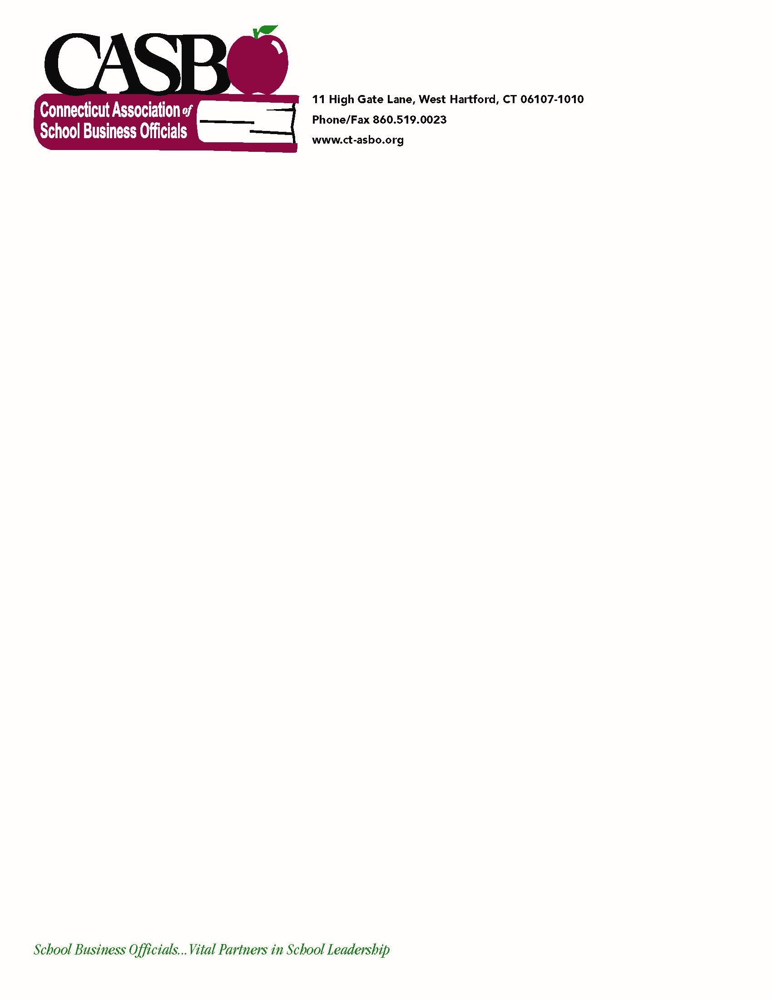 CASBO
Connecticut Association of
School Business Officials
11 High Gate Lane, West Hartford, CT 06107-1010
Phone/Fax 860.519.0023
www.ct-asbo.org
School Business Officials...Vital Partners in School Leadership